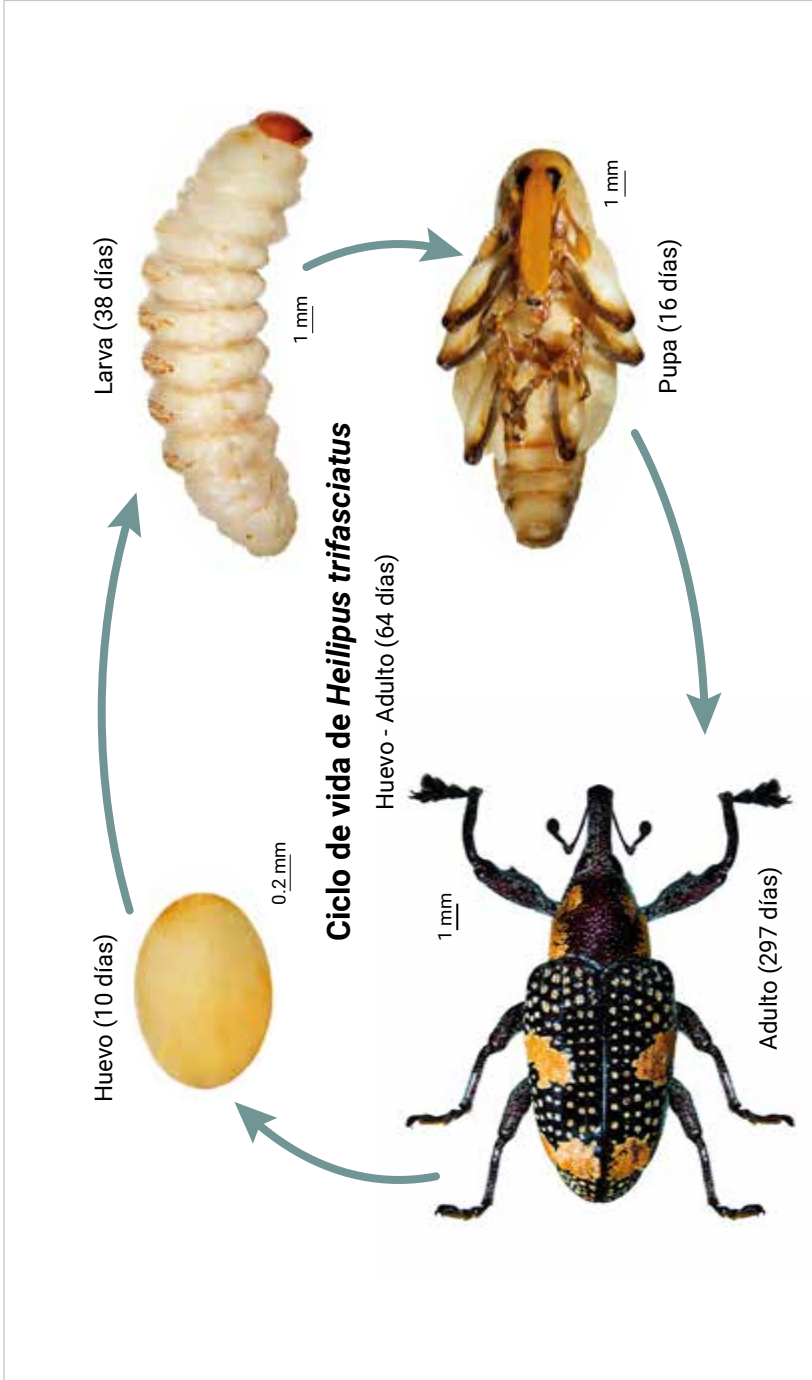 Huevo (10 días)
0.2 mm
Larva (38 días)
1 mm
Ciclo de vida de Heilipus trifasciatus
Huevo - Adulto (64 días)
1 mm
Adulto (297 días)
1 mm
Pupa (16 días)